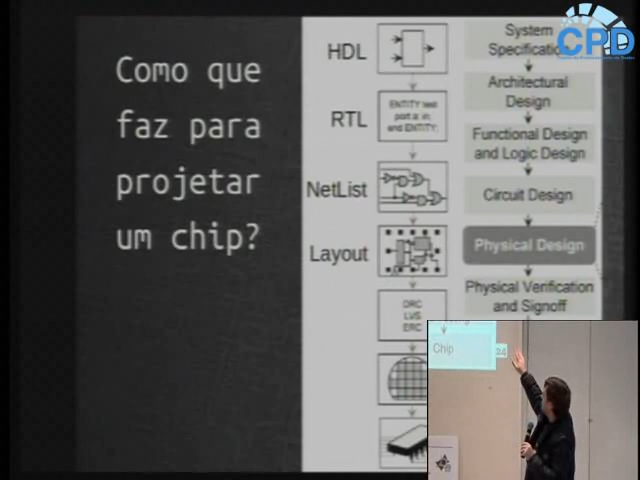 Como que
faz para
projetar
um chip?
HDL
RTL
NetList
Layout
ENTITY test
port a: in;
end ENTITY;
DRC
LVS
ERC
System
Architectural
Design
Functional Design
and Logic Design
Circuit Design
Physical Design
Physical Verification
and Signoff
CPD
Chip